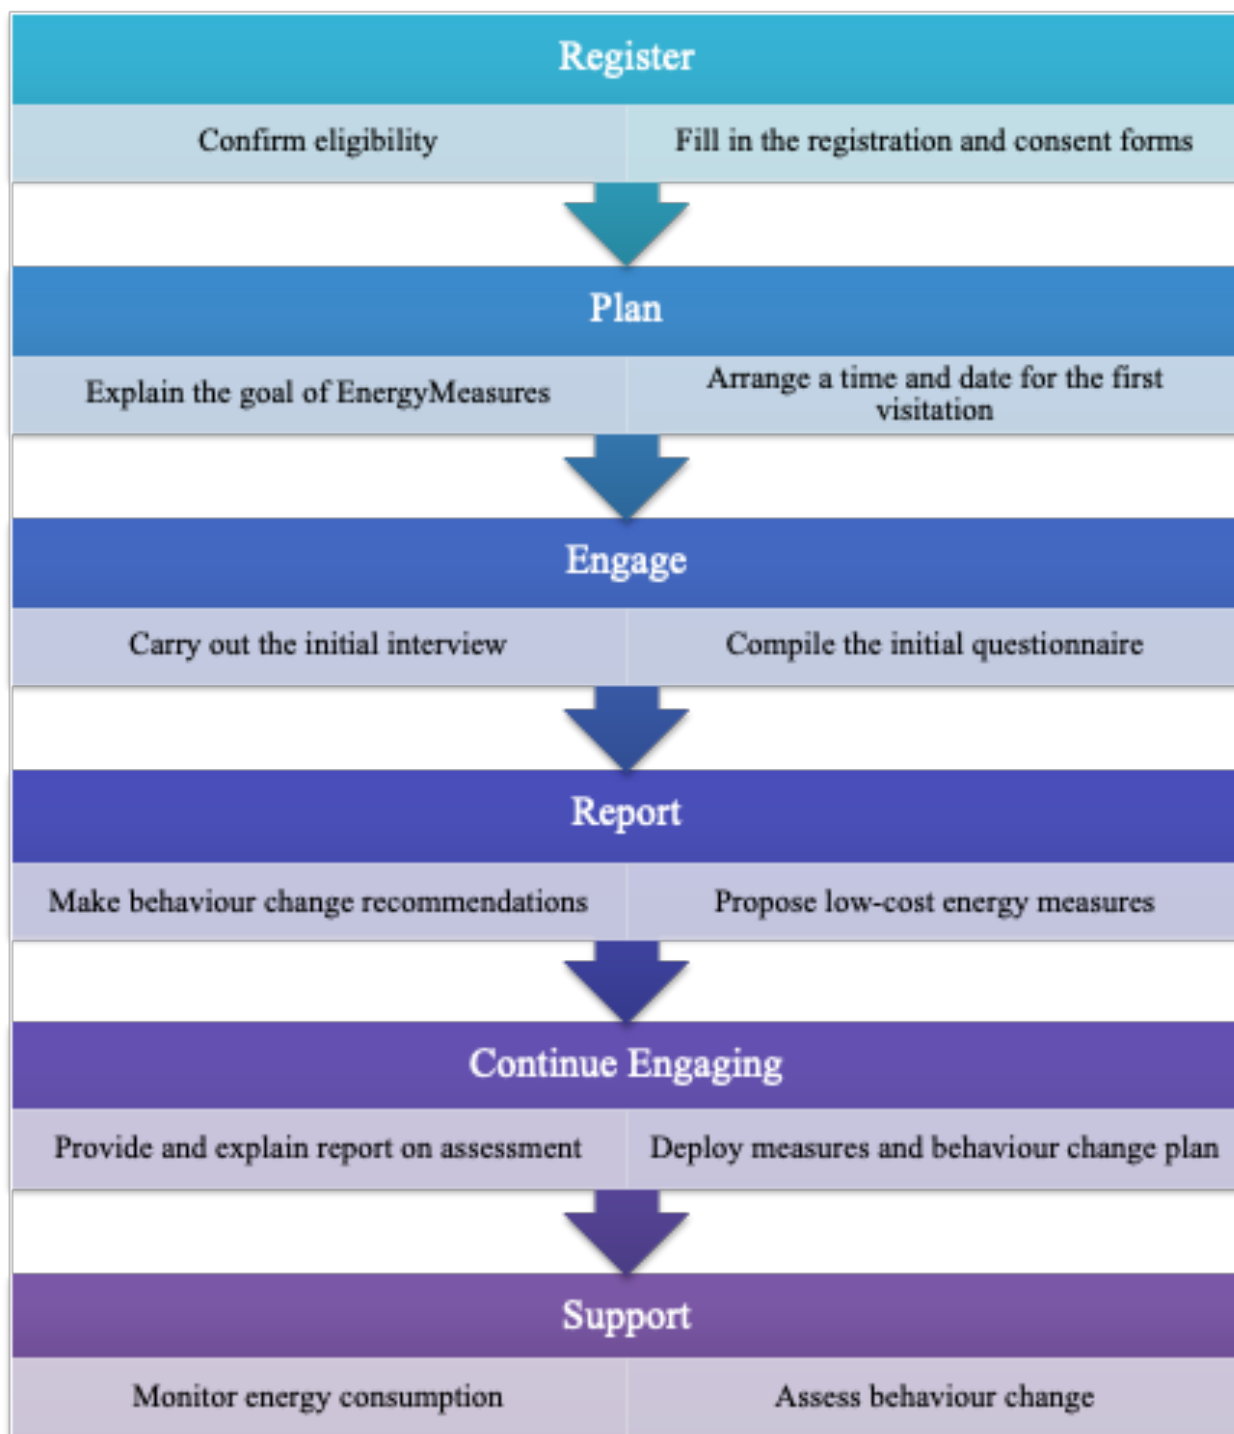 Register
Confirm eligibility
Fill in the registration and consent forms
Plan
Explain the goal of EnergyMeasures
Arrange a time and date for the first
visitation
Engage
Carry out the initial interview
Compile the initial questionnaire
Report
Make behaviour change recommendations
Propose low-cost energy measures
Continue Engaging
Provide and explain report on assessment
Deploy measures and behaviour change plan
Support
Monitor energy consumption
Assess behaviour change